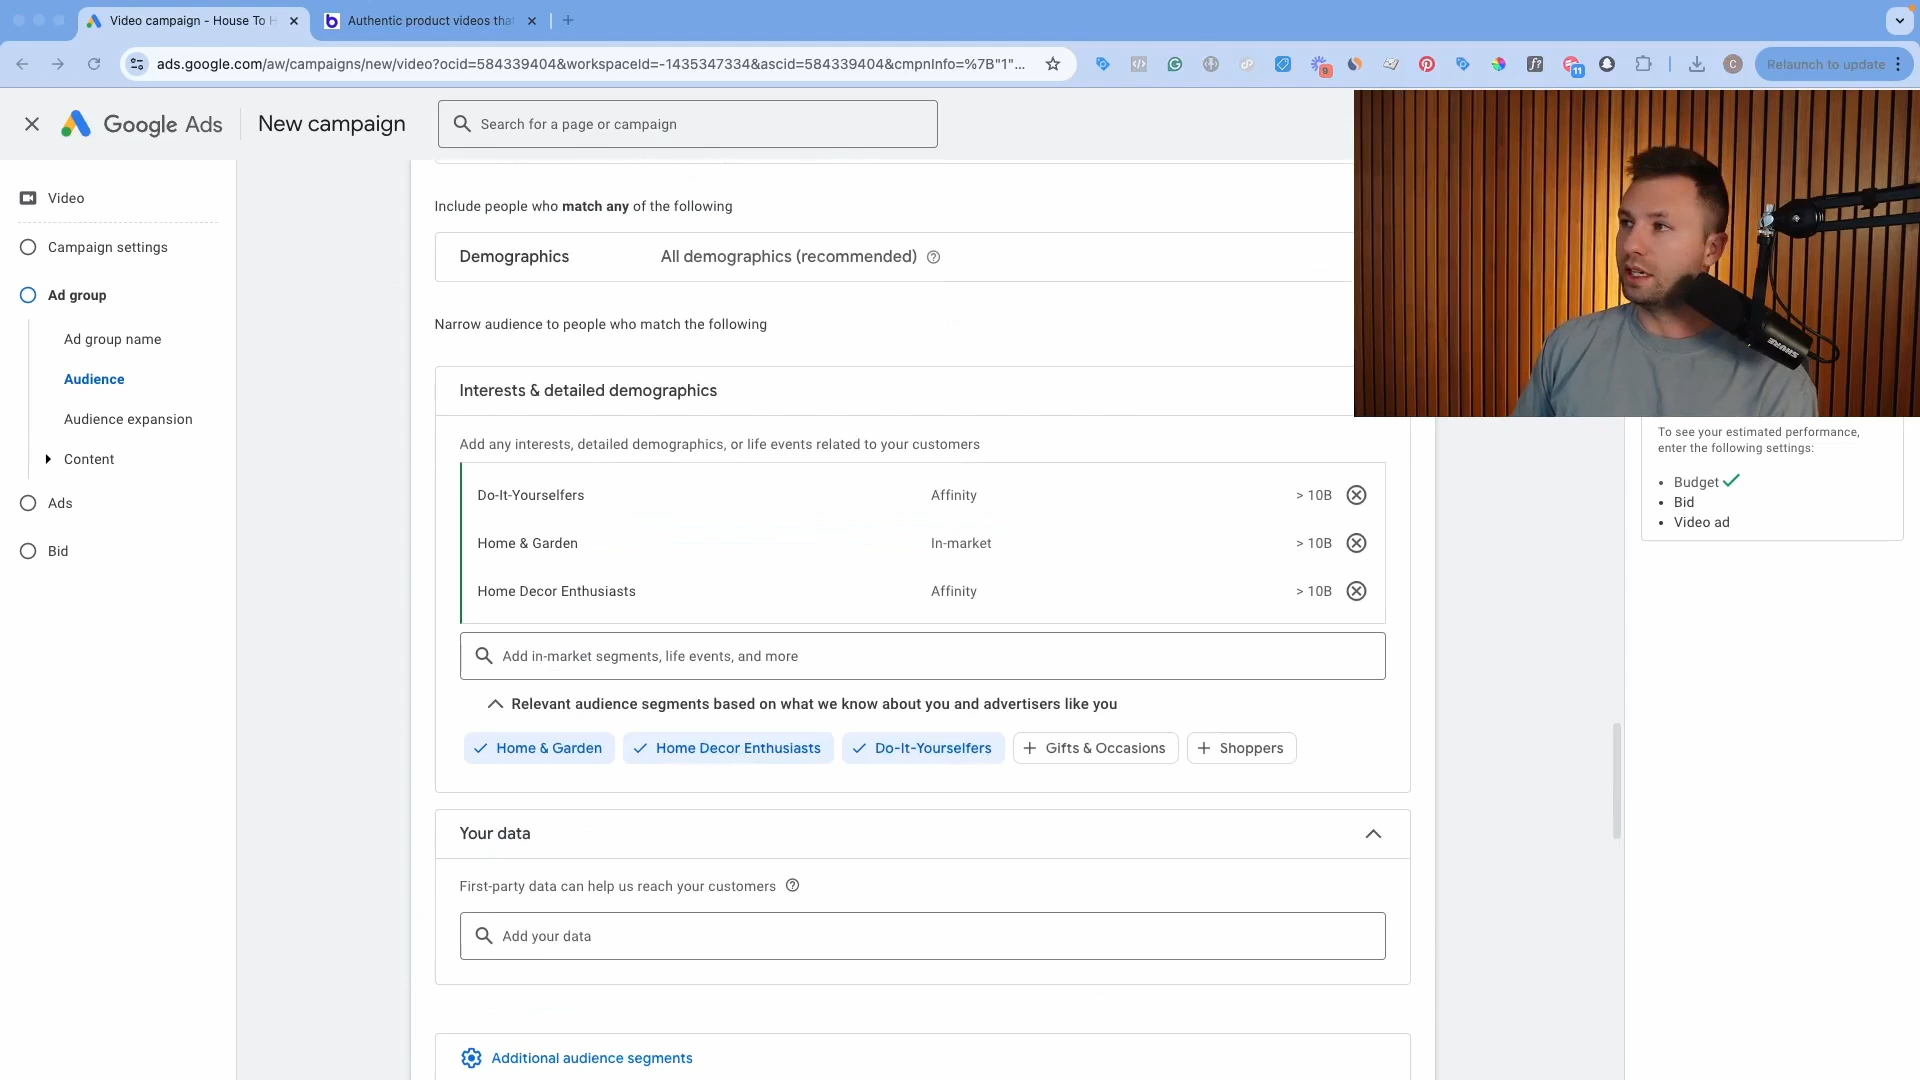 Video campaign - House To H
Authentic product videos that
ads.google.com/aw/campaigns/new/video?ocid=584339404&workspaceId=-1435347334&ascid=584339404&cmpnInfo=%7B"1"...
9
11
C
Relaunch to update
Google Ads
New campaign
Search for a page or campaign
Video
Campaign settings
Ad group
Ad group name
Audience
Audience expansion
Content
Ads
Bid
Include people who match any of the following
Demographics
All demographics (recommended)
Narrow audience to people who match the following
Interests & detailed demographics
Add any interests, detailed demographics, or life events related to your customers
Do-It-Yourselfers Affinity > 10B
Home & Garden In-market > 10B
Home Decor Enthusiasts Affinity > 10B
Add in-market segments, life events, and more
Relevant audience segments based on what we know about you and advertisers like you
Home & Garden
Home Decor Enthusiasts
Do-It-Yourselfers
Gifts & Occasions
Shoppers
Your data
First-party data can help us reach your customers
Add your data
Additional audience segments
SHURE
To see your estimated performance,
enter the following settings:
Budget
Bid
Video ad